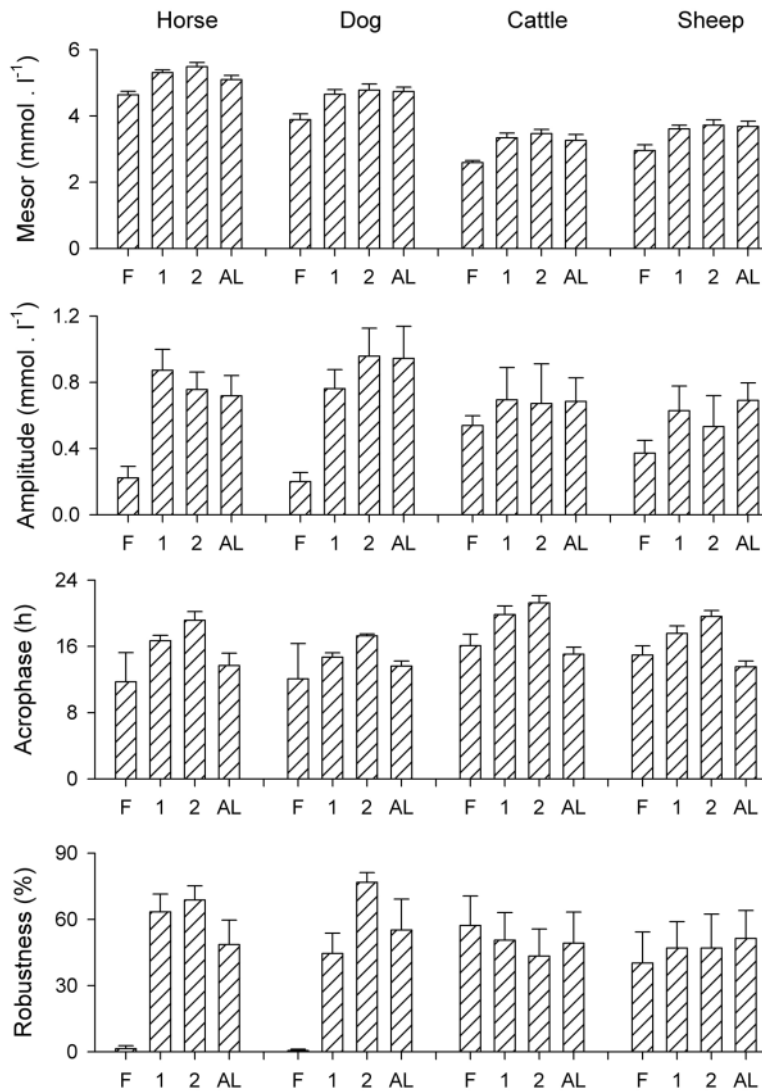 Horse Dog Cattle Sheep
Mesor (mmol . l⁻¹)
6
4
2
0
F 1 2 AL F 1 2 AL F 1 2 AL F 1 2 AL
Amplitude (mmol . l⁻¹)
1.2
0.8
0.4
0.0
F 1 2 AL F 1 2 AL F 1 2 AL F 1 2 AL
Acrophase (h)
24
16
8
0
F 1 2 AL F 1 2 AL F 1 2 AL F 1 2 AL
Robustness (%)
90
60
30
0
F 1 2 AL F 1 2 AL F 1 2 AL F 1 2 AL